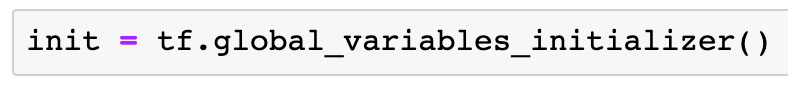 init = tf.global_variables_initializer()